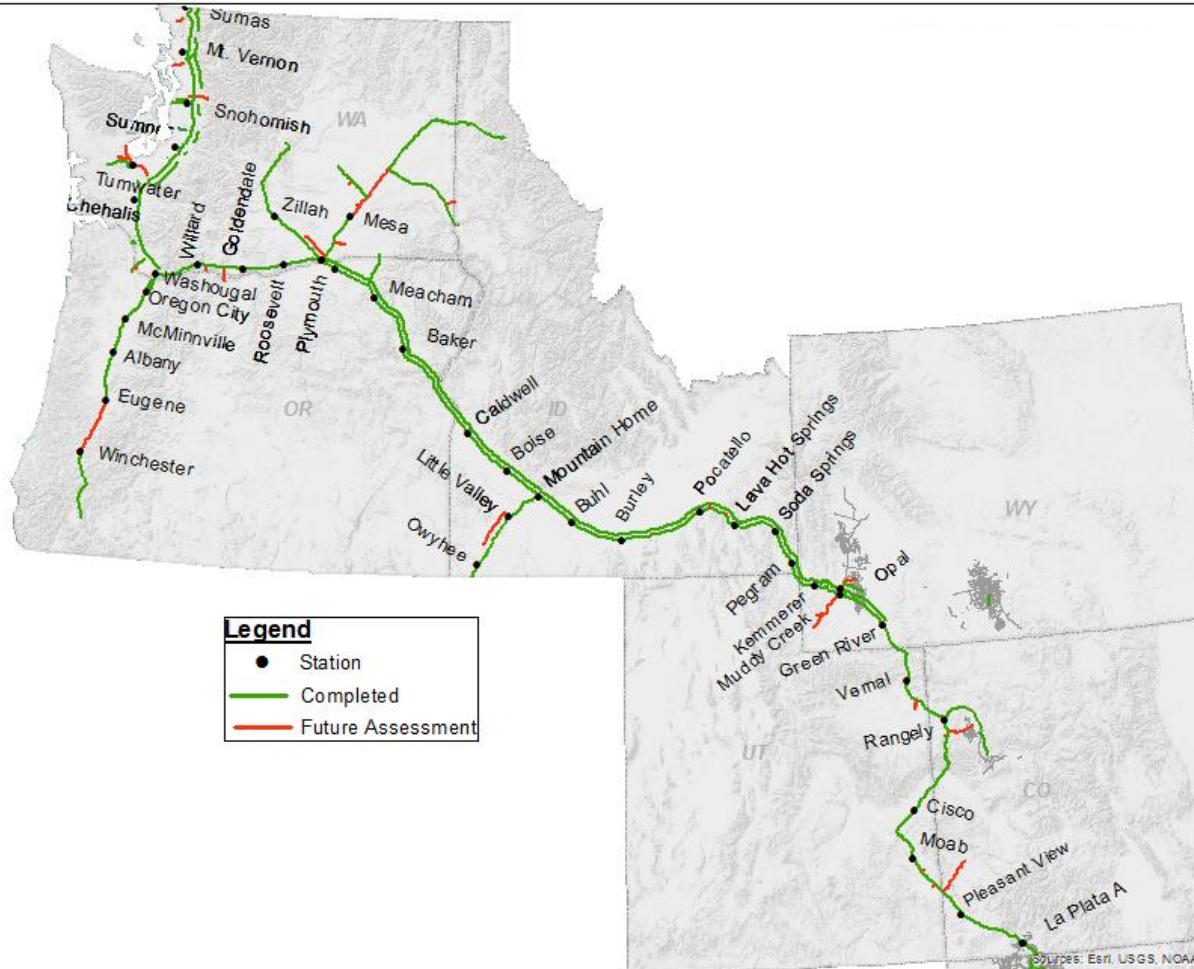 Sumas
Mt. Vernon
Snohomish
WA
Tumwater
Chehalis
Willard
Goldendale
Zillah
Mesa
Washougal
Oregon City
Roosevelt
Plymouth
Meacham
McMinnville
Baker
Albany
Eugene
OR
ID
Winchester
Caldwell
Boise
Mountain Home
Little Valley
Buhl
Burley
Owyhee
Pocatello
Lava Hot Springs
Soda Springs
WY
Pegram
Opal
Kemmerer
Muddy Creek
Green River
Legend
Station
Completed
Future Assessment
Vernal
Rangely
UT
CO
Cisco
Moab
Pleasant View
La Plata A
Sources: Esri, USGS, NOAA